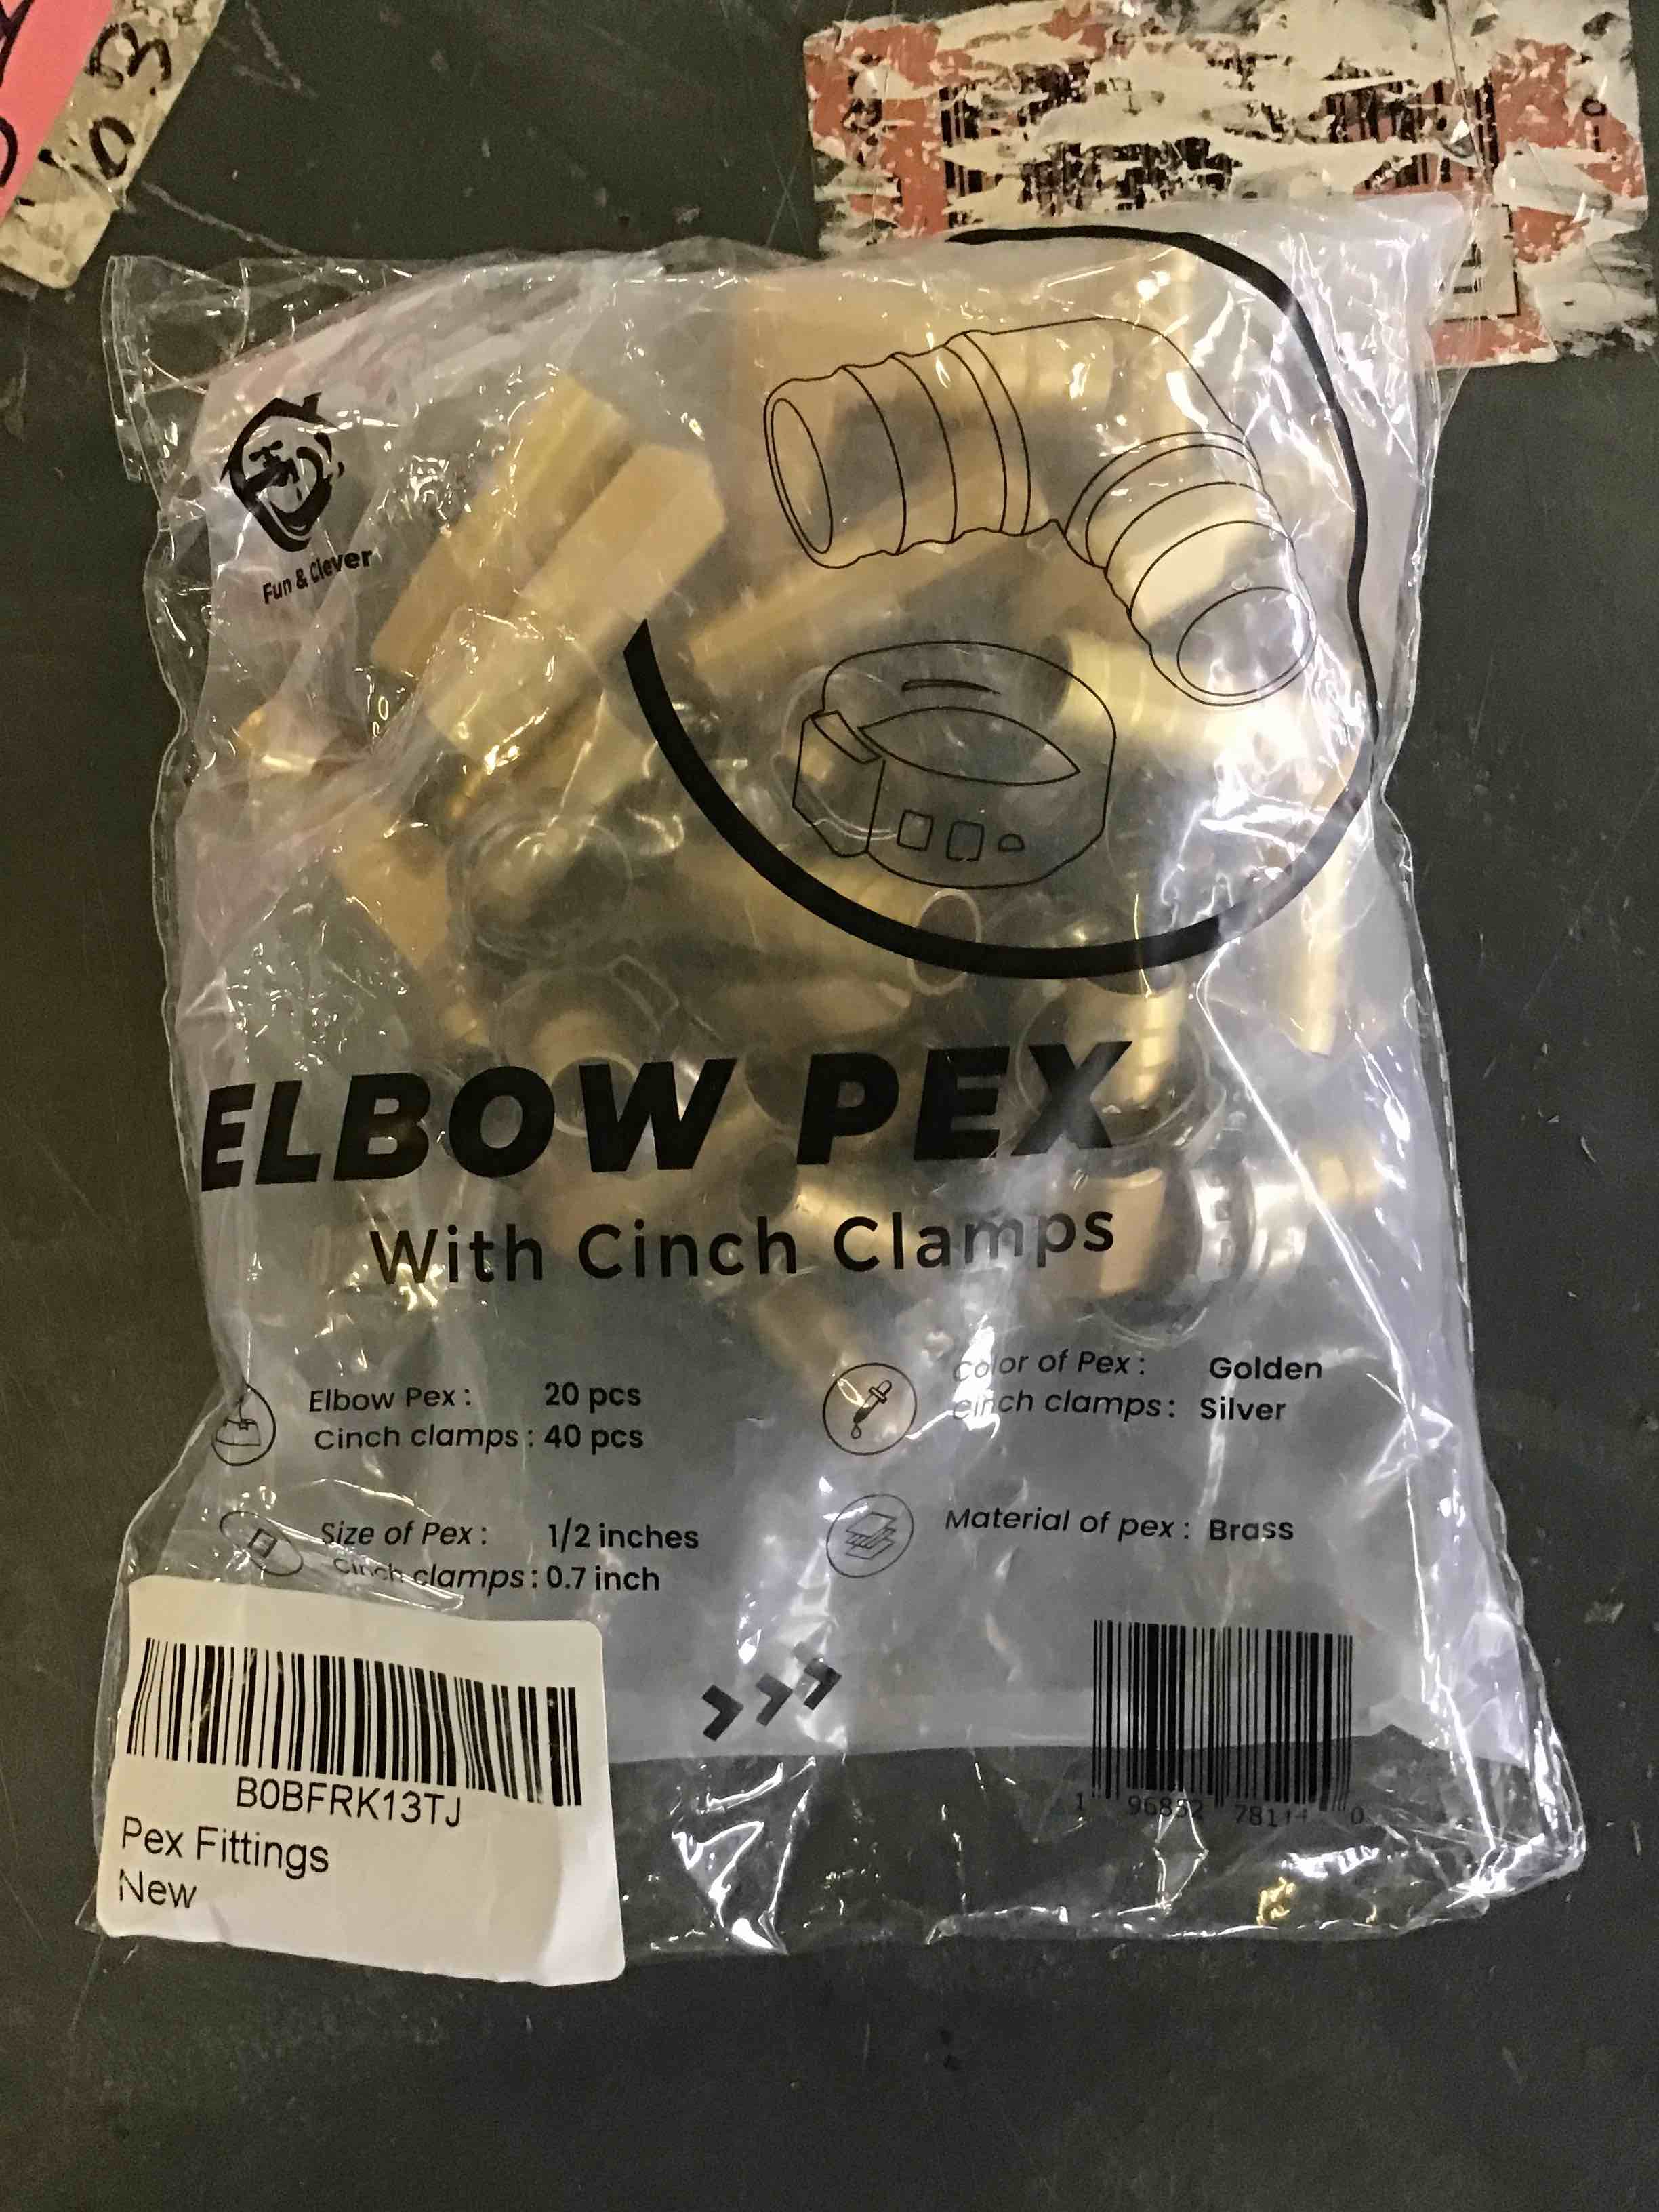 Fun & Clever
ELBOW PEX
With Cinch Clamps
Elbow Pex : 20 pcs
Cinch clamps : 40 pcs
Color of Pex : Golden
Cinch clamps : Silver
Size of Pex : 1/2 inches
Cinch clamps : 0.7 inch
Material of pex : Brass
B0BFRK13TJ
Pex Fittings
New
1 96852 78114 0